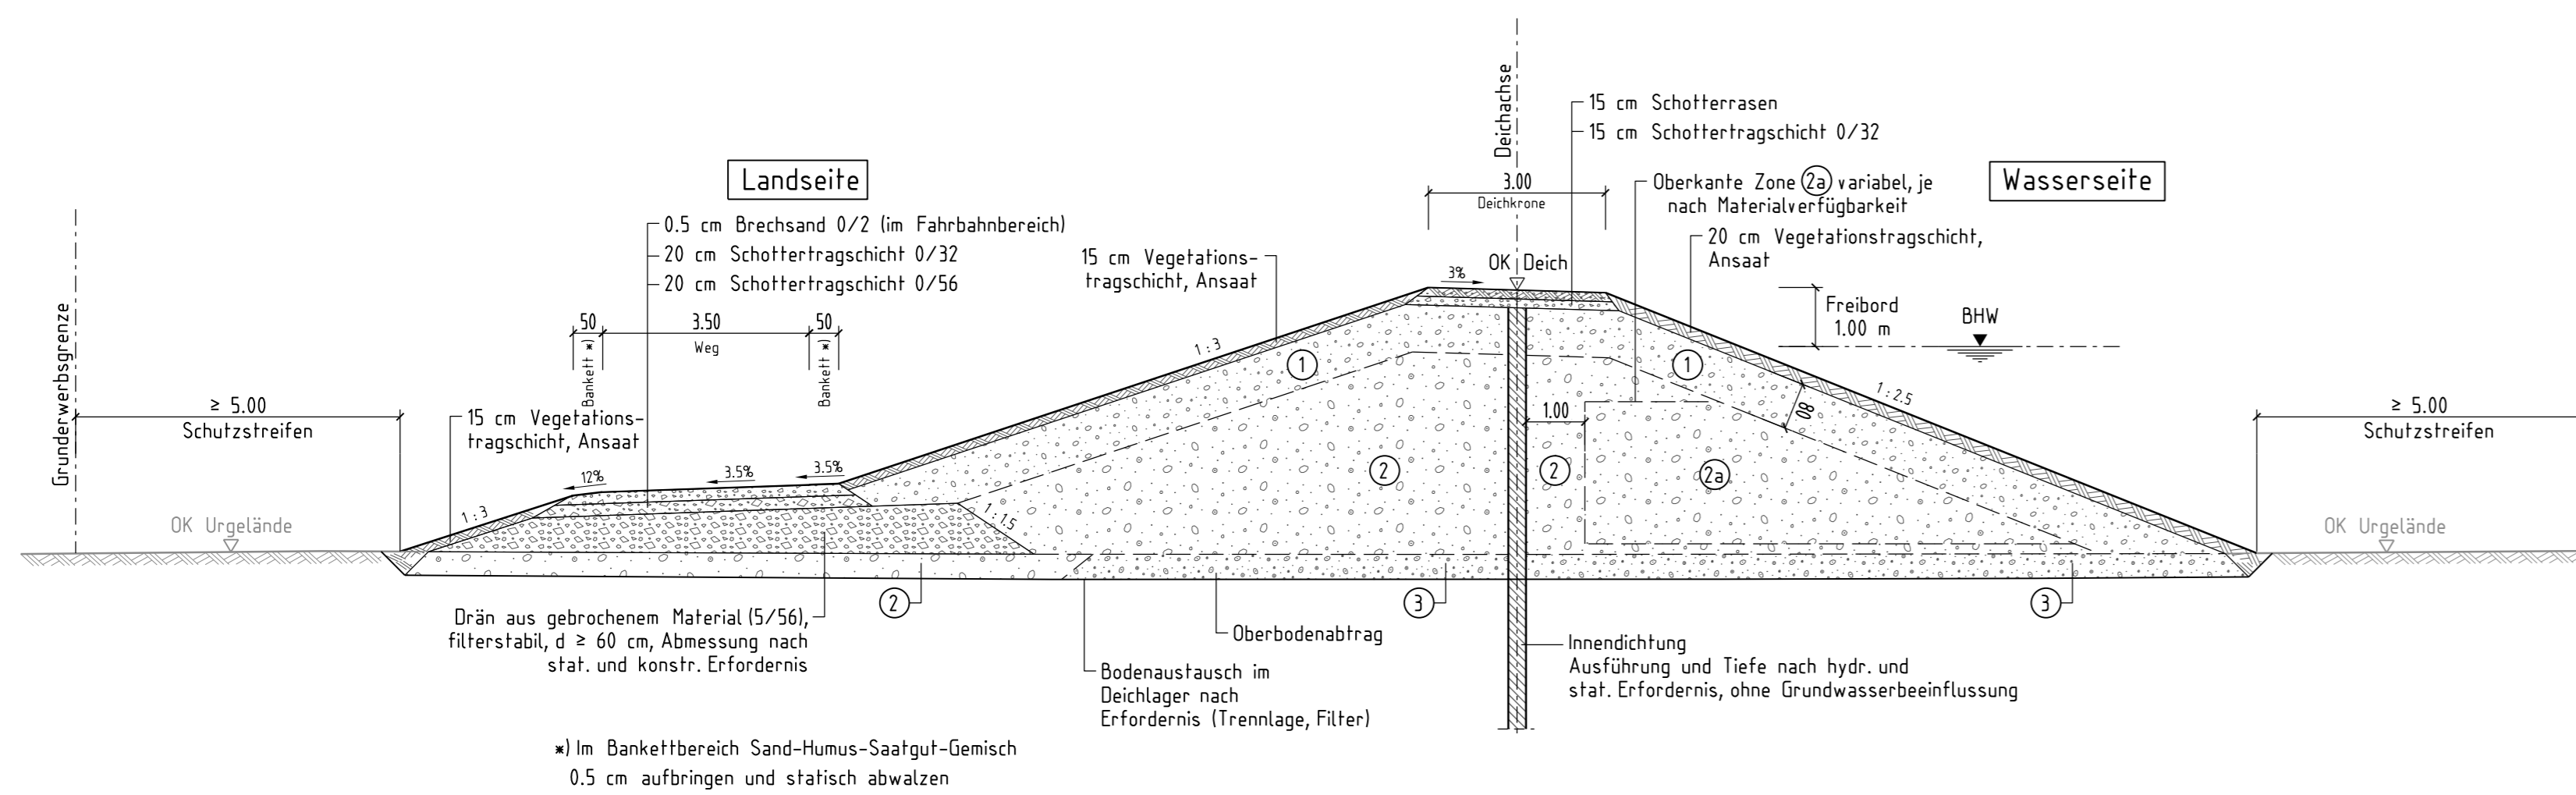 Grunderwerbsgrenze
≥ 5.00
Schutzstreifen
OK Urgelände
Landseite
0.5 cm Brechsand 0/2 (im Fahrbahnbereich)
20 cm Schottertragschicht 0/32
20 cm Schottertragschicht 0/56
50
3.50
50
Bankett *)
Weg
Bankett *)
15 cm Vegetations-
tragschicht, Ansaat
12%
3.5%
3.5%
1:3
1:1.5
15 cm Vegetations-
tragschicht, Ansaat
1:3
Deichachse
3.00
Deichkrone
3%
OK Deich
15 cm Schotterrasen
15 cm Schottertragschicht 0/32
Oberkante Zone 2a variabel, je
nach Materialverfügbarkeit
20 cm Vegetationstragschicht,
Ansaat
Wasserseite
Freibord
1.00 m
BHW
1:2.5
1
1
80
1.00
2
2
2a
≥ 5.00
Schutzstreifen
OK Urgelände
Drän aus gebrochenem Material (5/56),
filterstabil, d ≥ 60 cm, Abmessung nach
stat. und konstr. Erfordernis
2
3
3
Oberbodenabtrag
Bodenaustausch im
Deichlager nach
Erfordernis (Trennlage, Filter)
Innendichtung
Ausführung und Tiefe nach hydr. und
stat. Erfordernis, ohne Grundwasserbeeinflussung
*) Im Bankettbereich Sand-Humus-Saatgut-Gemisch
0.5 cm aufbringen und statisch abwalzen